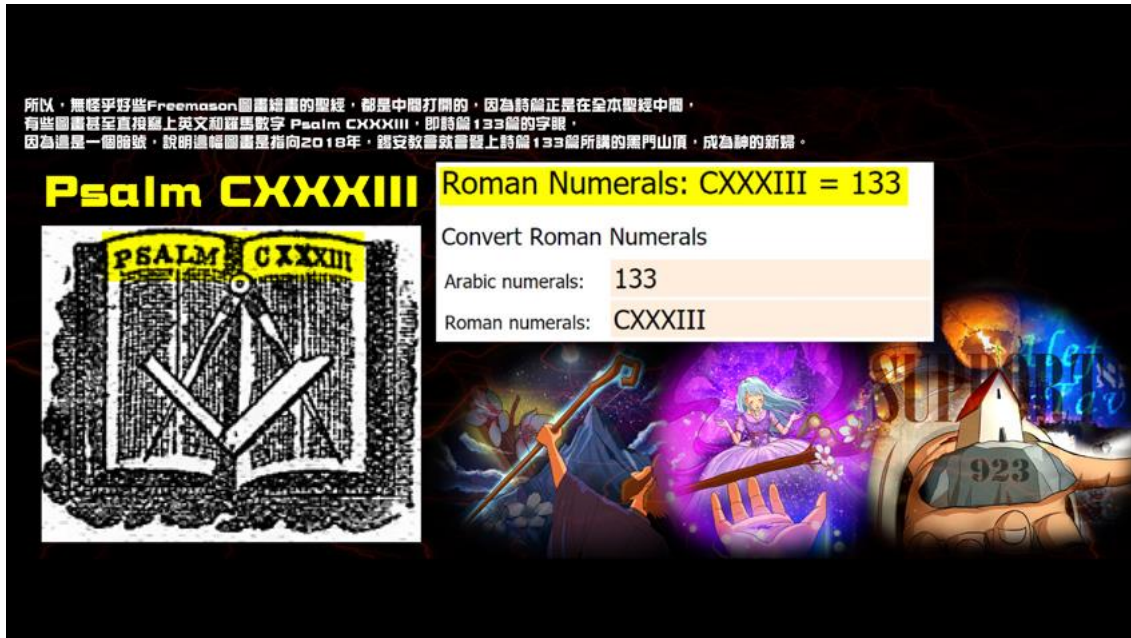 所以，無怪乎好些Freemason圖畫繪畫的聖經，都是中間打開的，因為詩篇正是在全本聖經中間，
有些圖畫甚至直接寫上英文和羅馬數字 Psalm CXXXIII，即詩篇133篇的字眼，
因為這是一個暗號，說明這幅圖畫是指向2018年，錫安教會就會登上詩篇133篇所講的黑門山頂，成為神的新婦。
Psalm CXXXIII
Roman Numerals: CXXXIII = 133
Convert Roman Numerals
Arabic numerals: 133
Roman numerals: CXXXIII
PSALM CXXXIII
SUPPORT
923